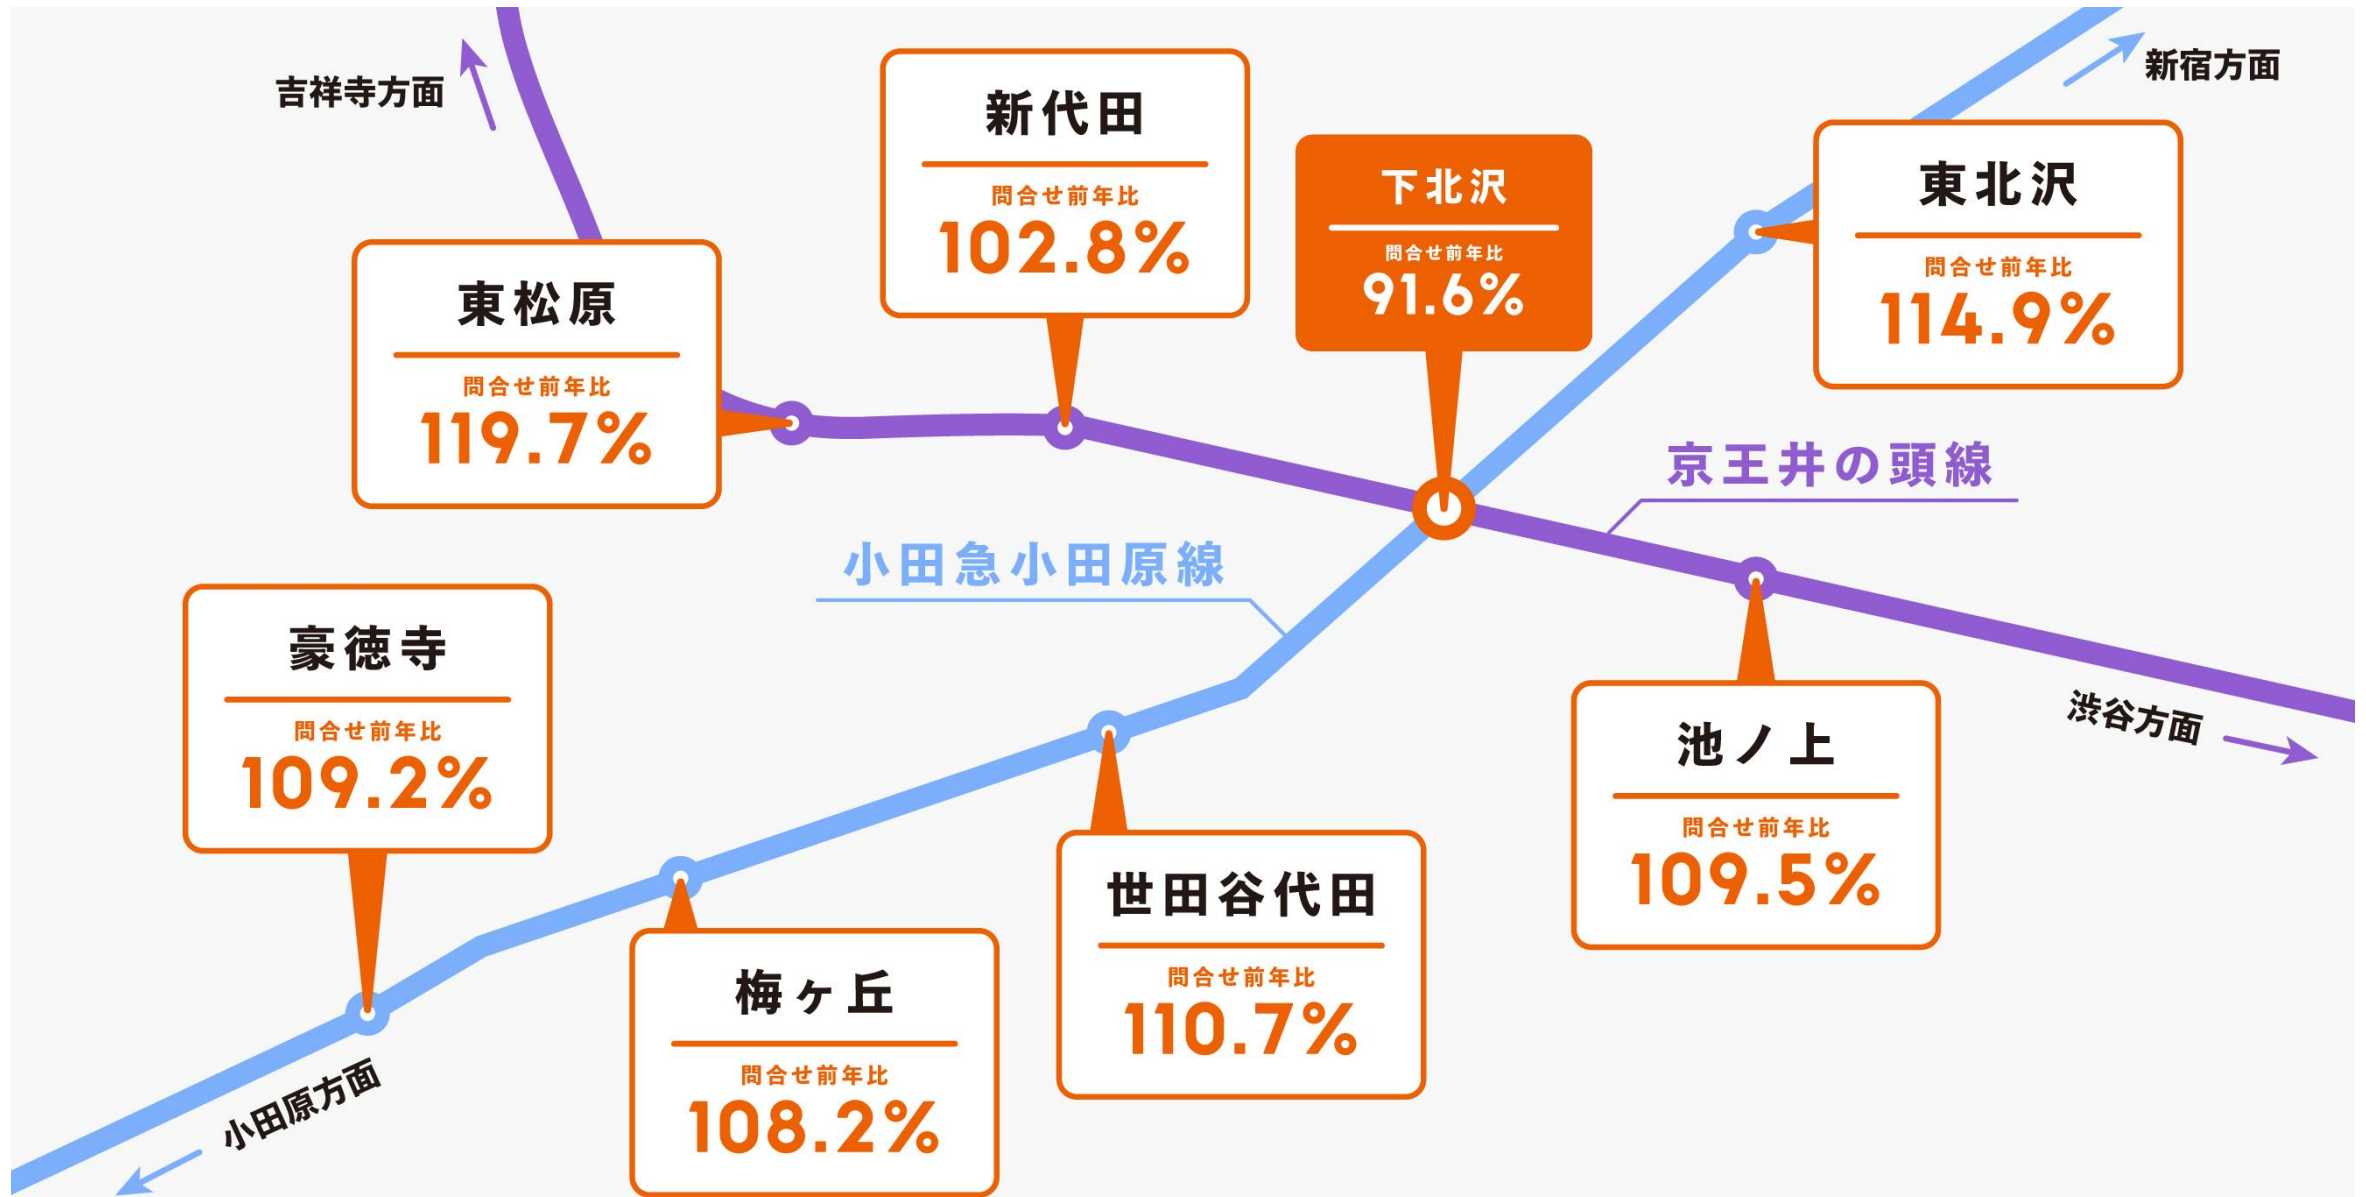 吉祥寺方面
新宿方面
新代田
問合せ前年比
102.8%
下北沢
問合せ前年比
91.6%
東北沢
問合せ前年比
114.9%
東松原
問合せ前年比
119.7%
京王井の頭線
小田急小田原線
豪徳寺
問合せ前年比
109.2%
池ノ上
問合せ前年比
109.5%
渋谷方面
世田谷代田
問合せ前年比
110.7%
梅ヶ丘
問合せ前年比
108.2%
小田原方面